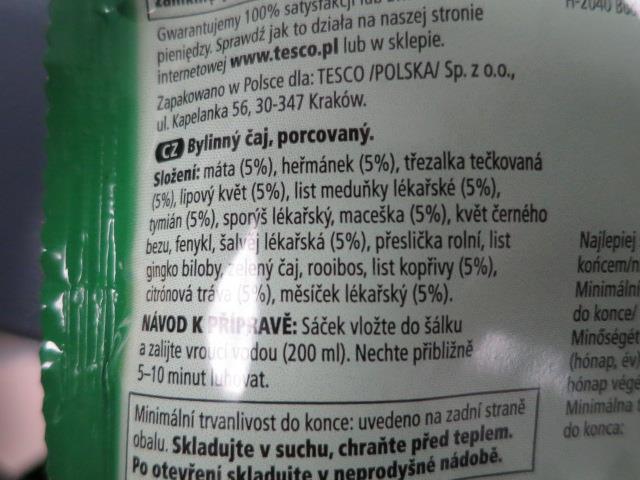 Gwarantujemy 100% satysfakcji lub
pieniędzy. Sprawdź jak to działa na naszej stronie
internetowej www.tesco.pl lub w sklepie.
Zapakowano w Polsce dla: TESCO /POLSKA/ Sp. z o.o.,
ul. Kapelanka 56, 30-347 Kraków.
CZ Bylinný čaj, porcovaný.
Složení: máta (5%), heřmánek (5%), třezalka tečkovaná
(5%), lipový květ (5%), list meduňky lékařské (5%),
tymián (5%), sporýš lékařský, maceška (5%), květ černého
bezu, fenykl, šalvěj lékařská (5%), přeslička rolní, list
gingko biloby, zelený čaj, rooibos, list kopřivy (5%),
citrónová tráva (5%), měsíček lékařský (5%).
NÁVOD K PŘÍPRAVĚ: Sáček vložte do šálku
a zalijte vroucí vodou (200 ml). Nechte přibližně
5–10 minut luhovat.
Minimální trvanlivost do konce: uvedeno na zadní straně
obalu. Skladujte v suchu, chraňte před teplem.
Po otevření skladujte v neprodyšné nádobě.
H-2040
Najlepiej
końcem/n
Minimáln
do konce/
Minőségét
(hónap, év)
hónap végé
Minimálna
do konca: